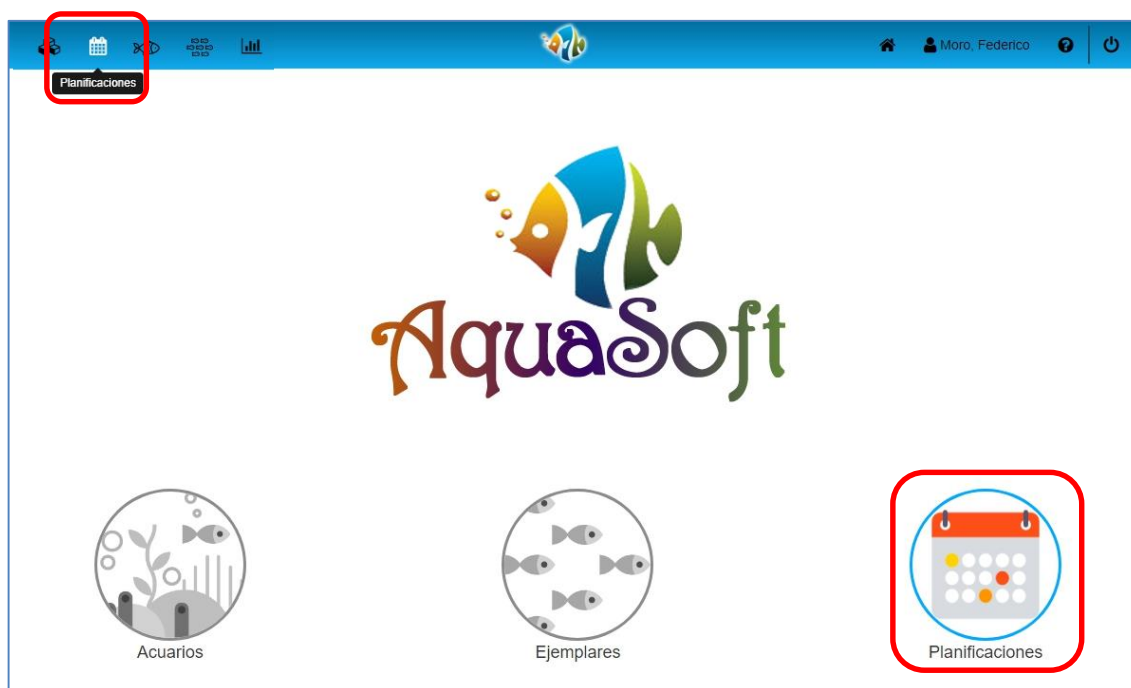 Moro, Federico
Planificaciones
AquaSoft
Acuarios
Ejemplares
Planificaciones